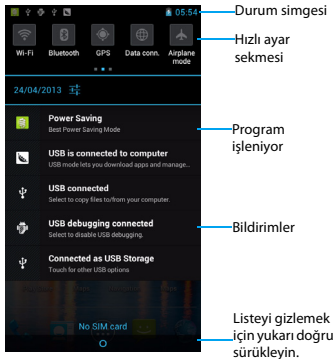 05:54
Durum simgesi
Wi-Fi
Bluetooth
GPS
Data conn.
Airplane
mode
Hızlı ayar
sekmesi
24/04/2013
Power Saving
Best Power Saving Mode
Program
işleniyor
USB is connected to computer
USB mode lets you download apps and manage...
USB connected
Select to copy files to/from your computer.
USB debugging connected
Select to disable USB debugging.
Bildirimler
Connected as USB Storage
Touch for other USB options
No SIM card
Listeyi gizlemek
için yukarı doğru
sürükleyin.